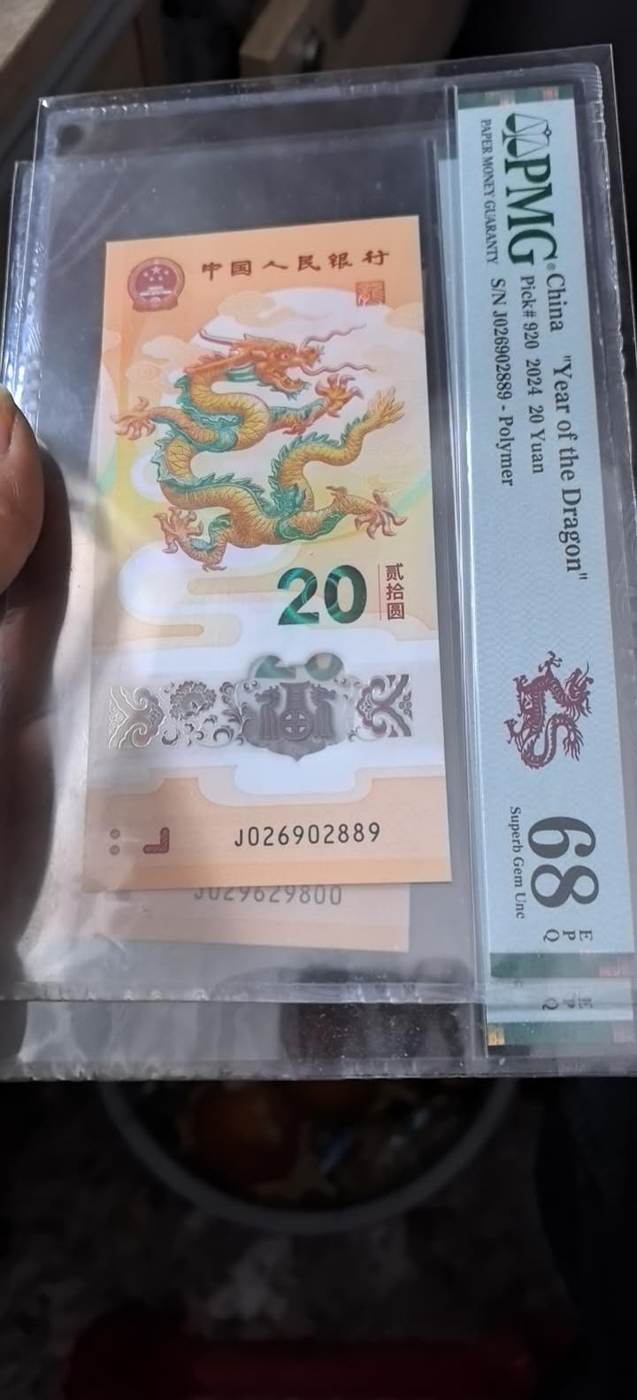 中国人民银行
20
贰拾圆
J026902889
J029629800
PMG®
PAPER MONEY GUARANTY
China "Year of the Dragon"
Pick# 920 2024 20 Yuan
S/N J026902889 - Polymer
68
Superb Gem Unc
E
P
Q
E
P
Q